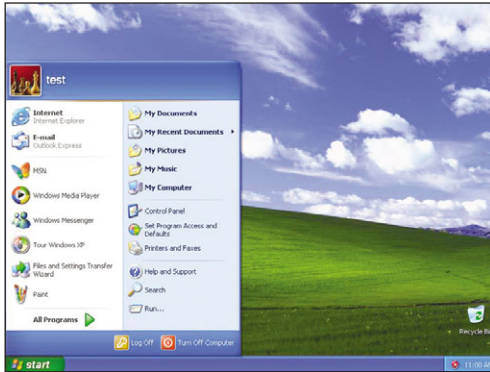 test
Internet
Internet Explorer
E-mail
Outlook Express
MSN
Windows Media Player
Windows Messenger
Tour Windows XP
Files and Settings Transfer
Wizard
Paint
All Programs
My Documents
My Recent Documents
My Pictures
My Music
My Computer
Control Panel
Set Program Access and
Defaults
Printers and Faxes
Help and Support
Search
Run...
Log Off
Turn Off Computer
Recycle Bin
start
11:00 AM